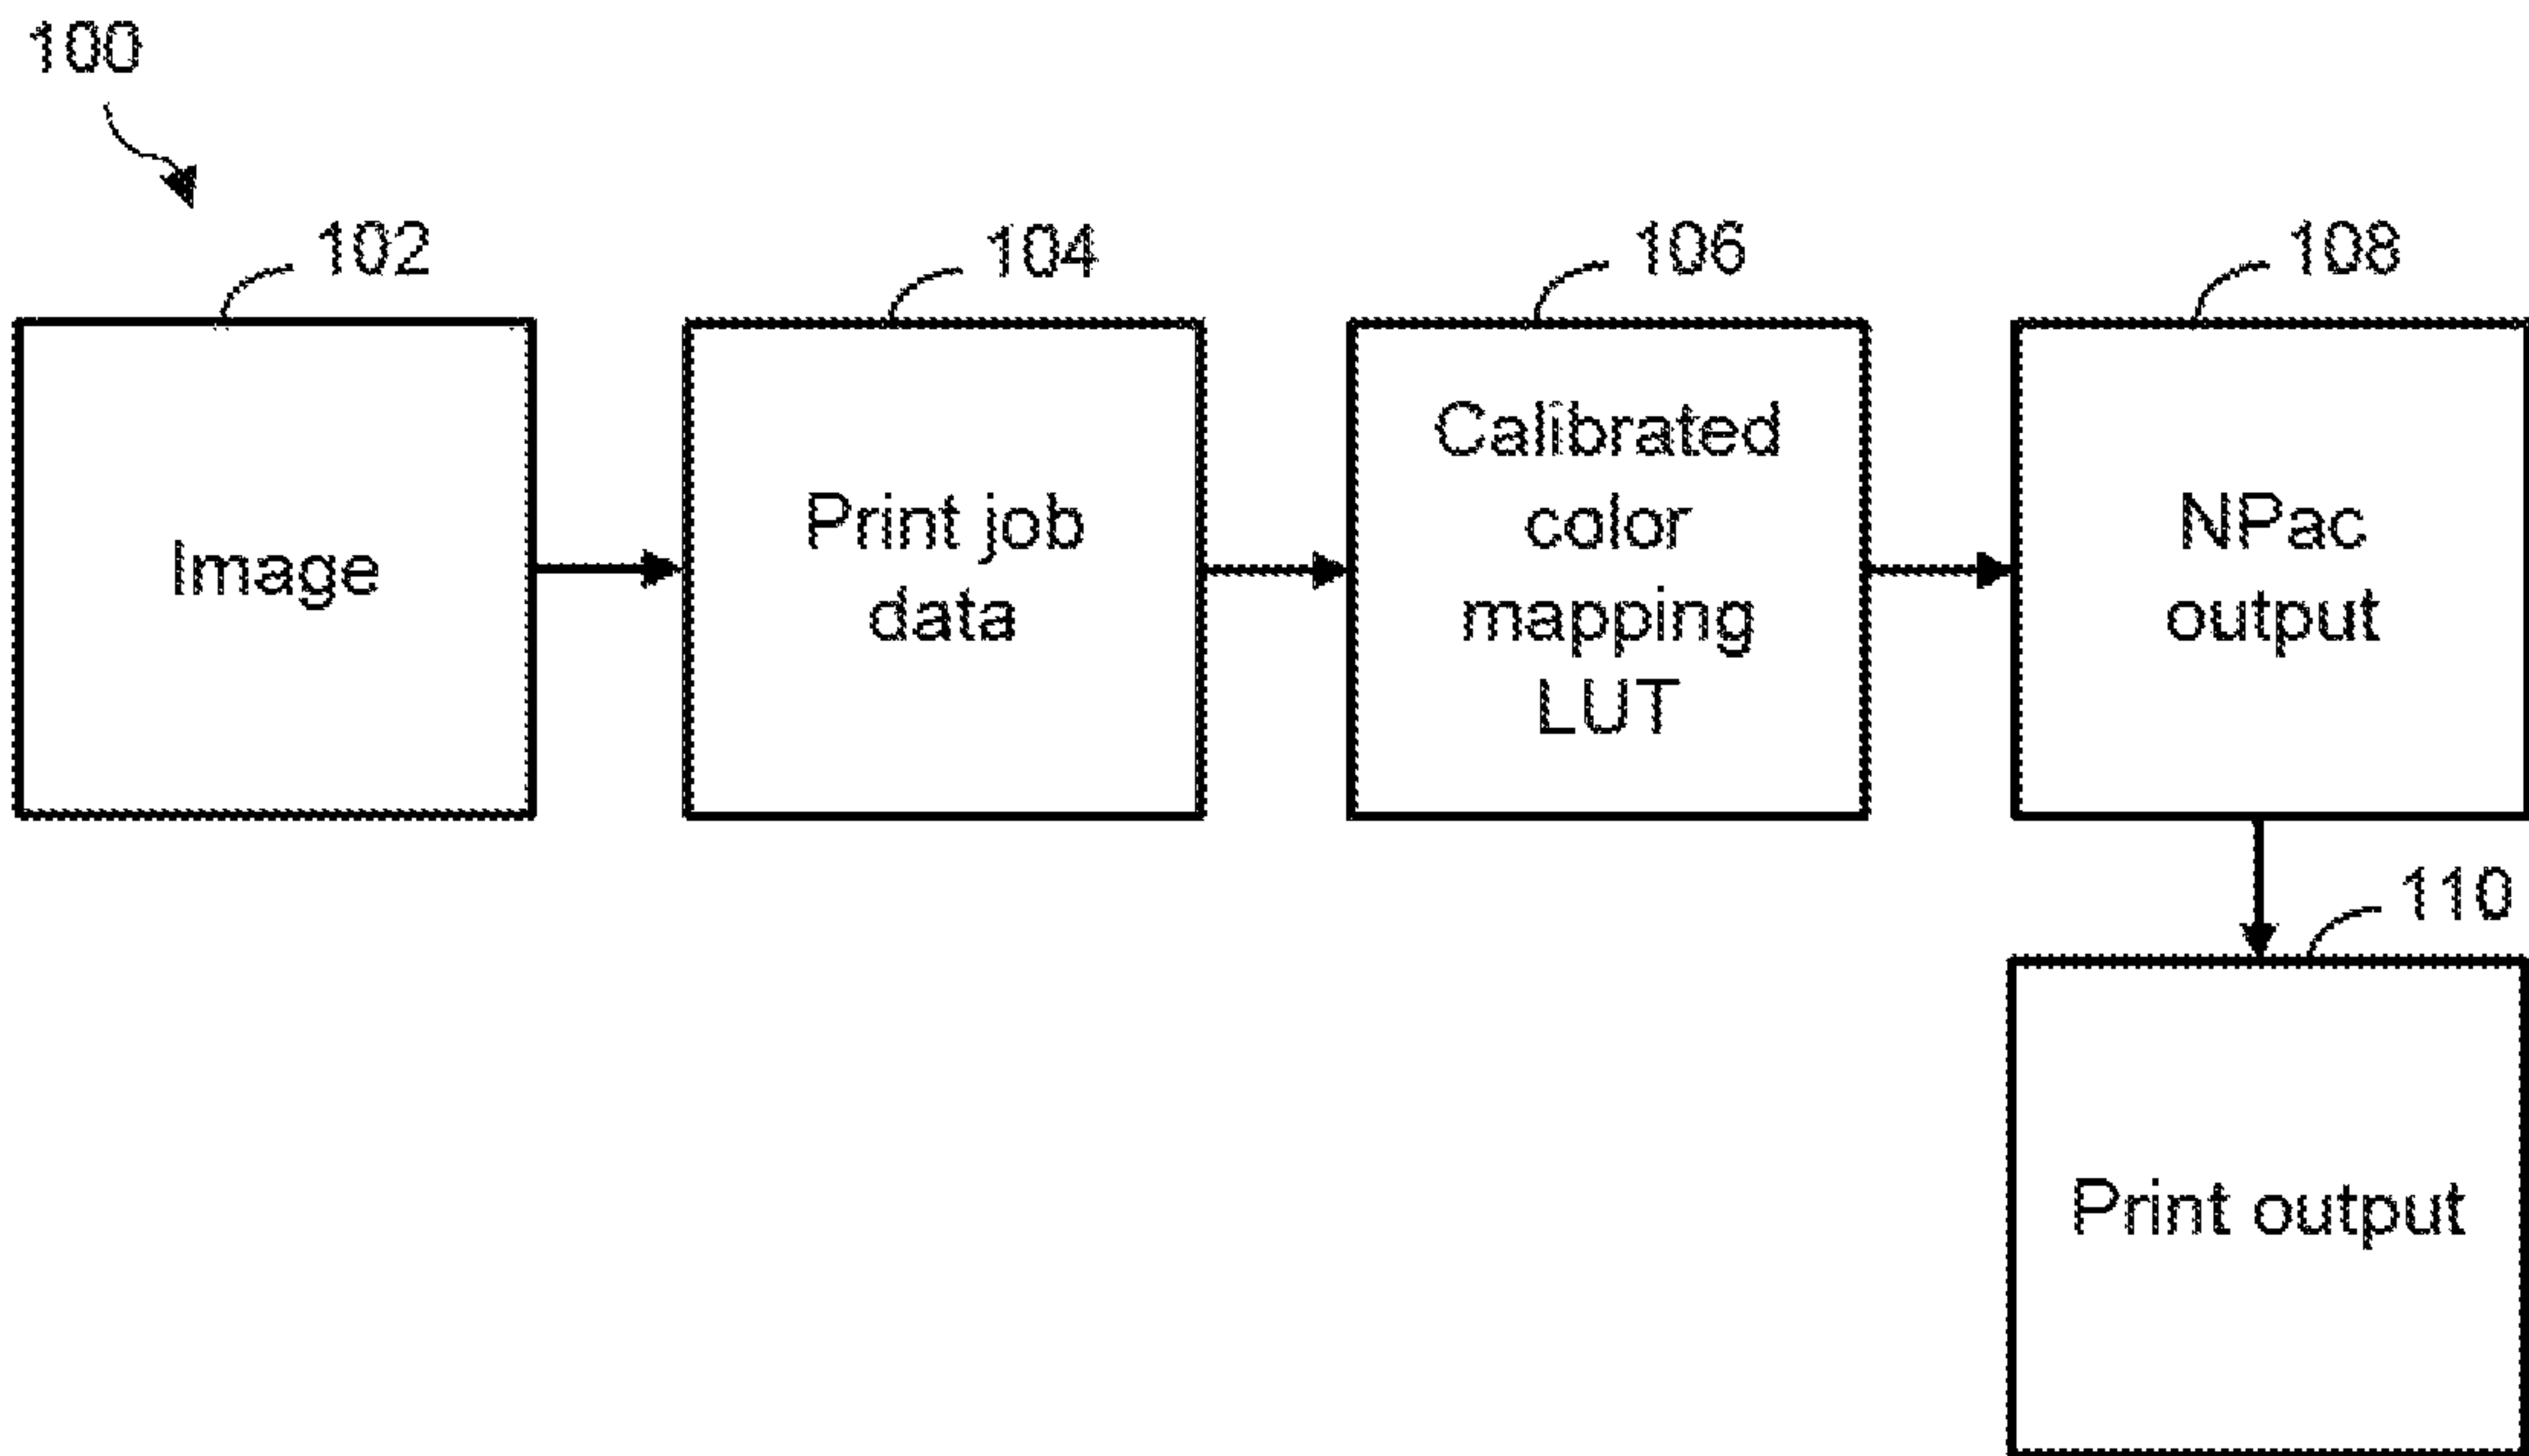 100
102
104
106
108
Image
Print job
data
Calibrated
color
mapping
LUT
NPac
output
110
Print output